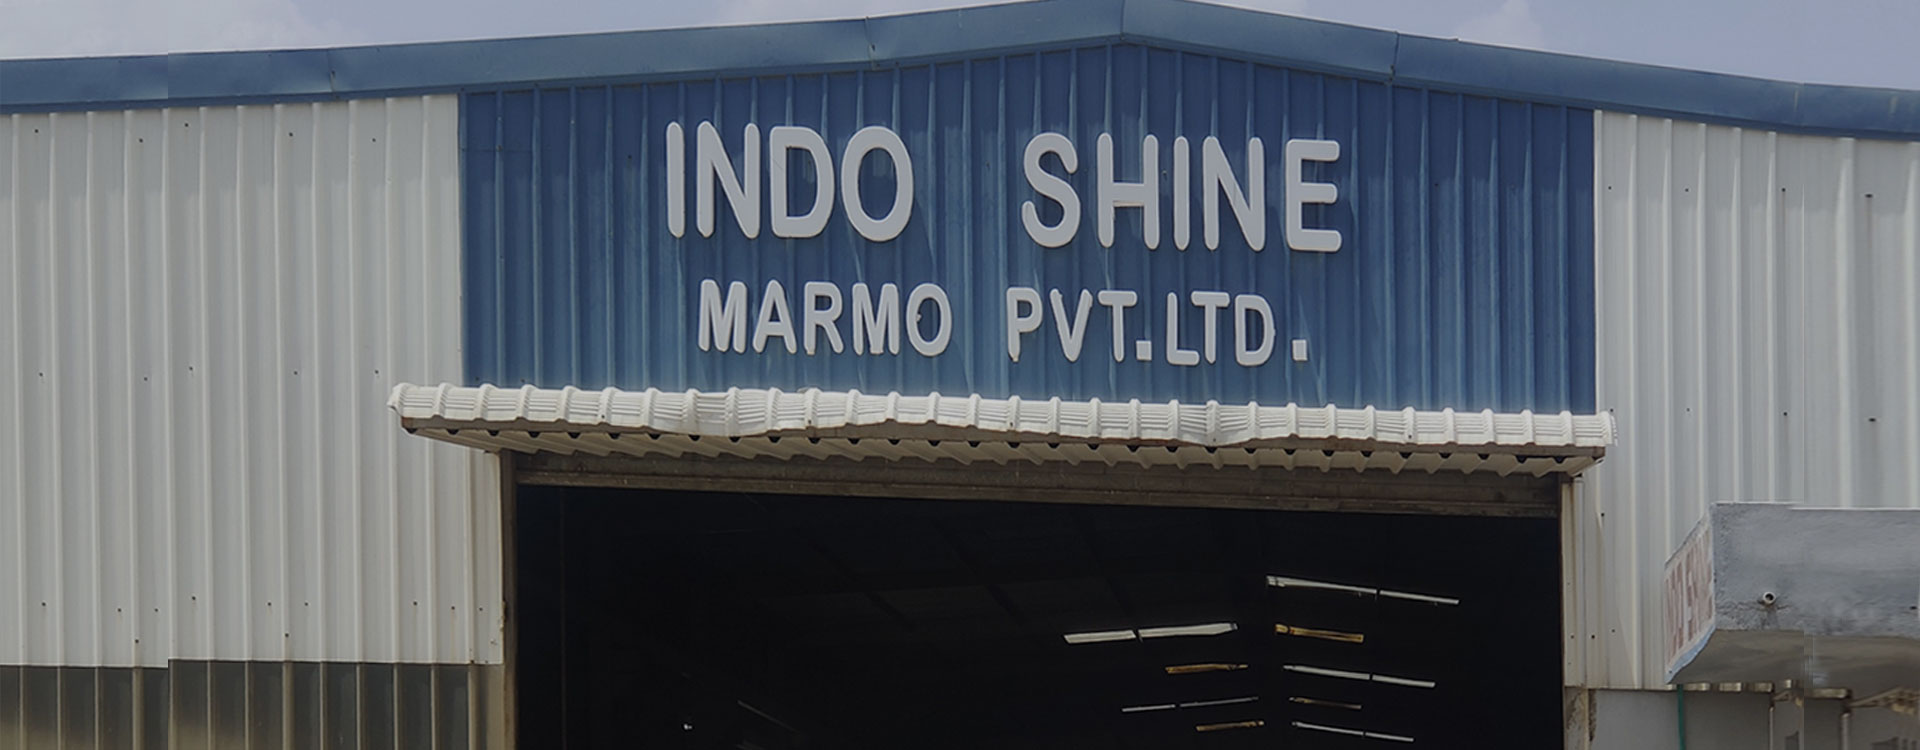 INDO SHINE
MARMO PVT.LTD.